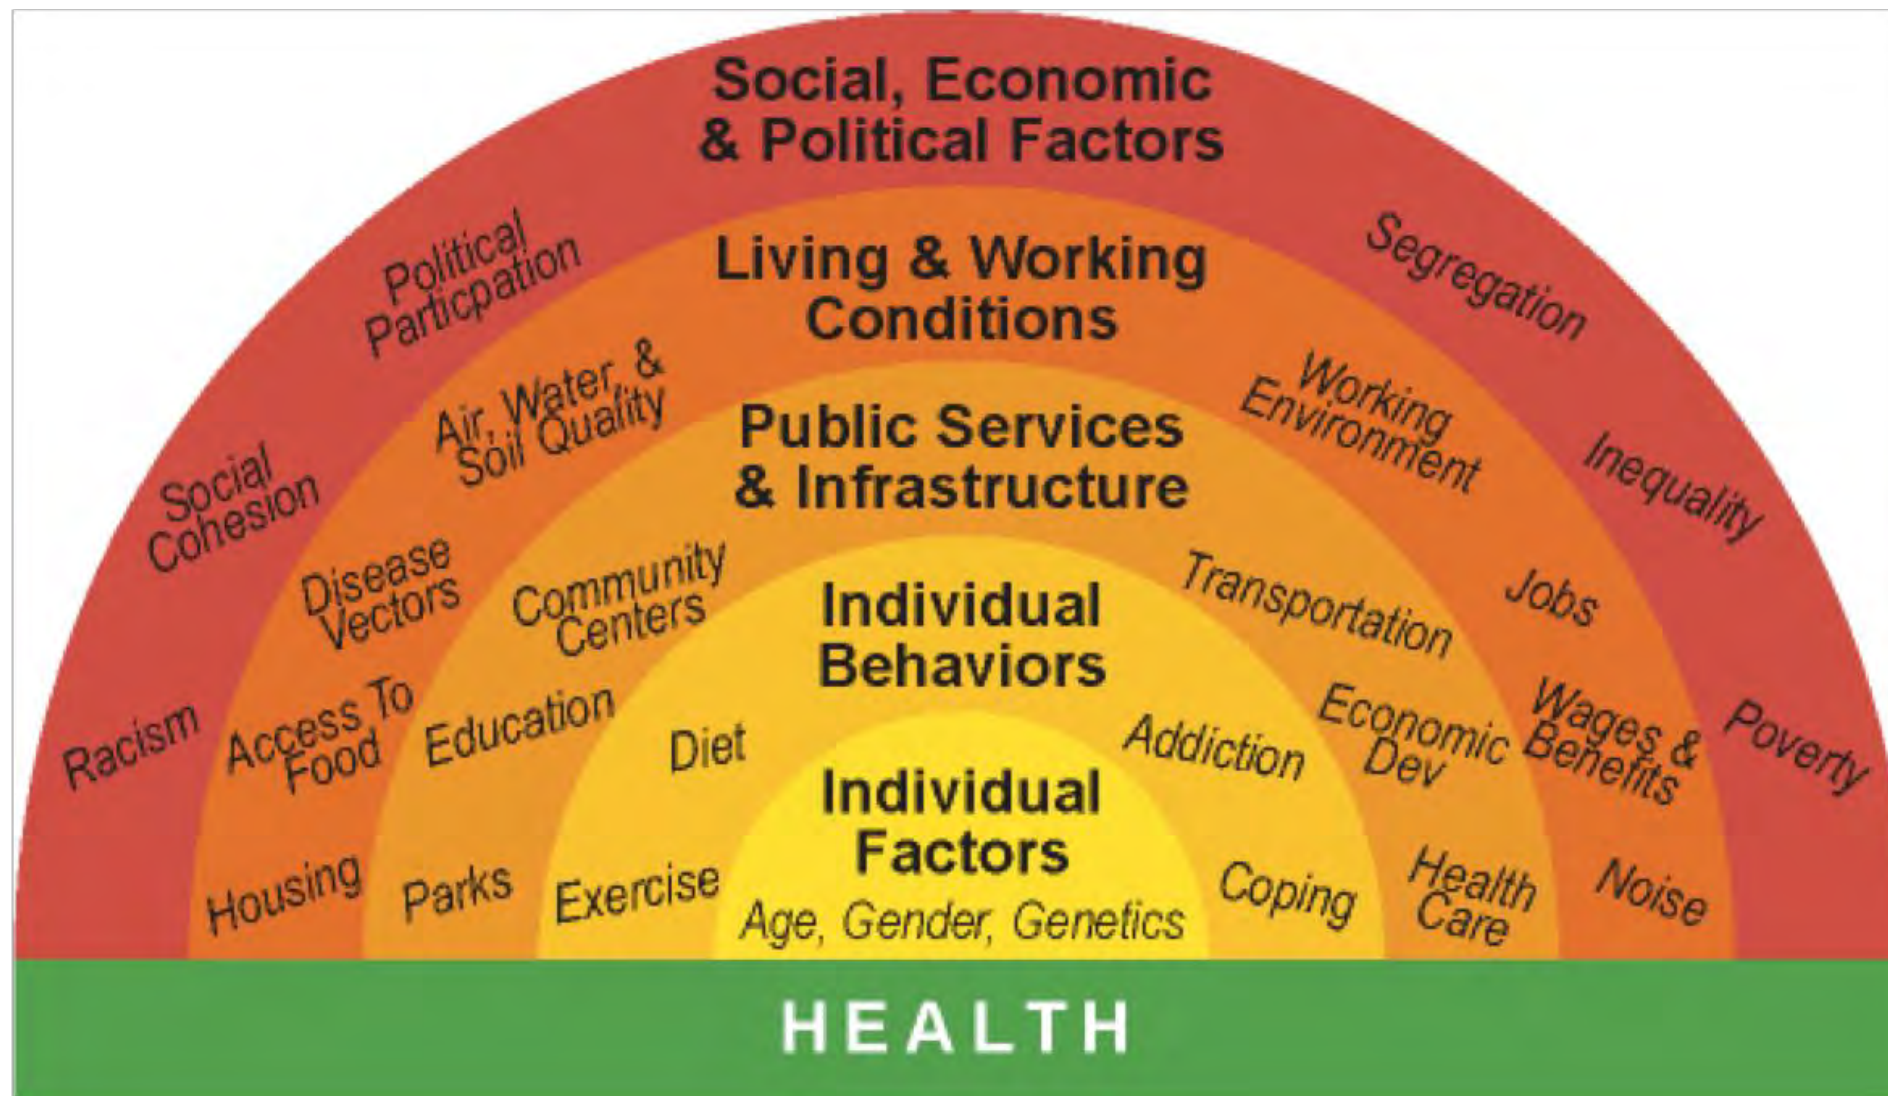 Social, Economic
& Political Factors
Political
Particpation
Segregation
Social
Cohesion
Inequality
Racism
Poverty
Living & Working
Conditions
Air, Water, &
Soil Quality
Working
Environment
Disease
Vectors
Jobs
Access To
Food
Wages &
Benefits
Housing
Noise
Public Services
& Infrastructure
Community
Centers
Transportation
Education
Economic
Dev
Parks
Health
Care
Individual
Behaviors
Diet
Addiction
Exercise
Coping
Individual
Factors
Age, Gender, Genetics
HEALTH